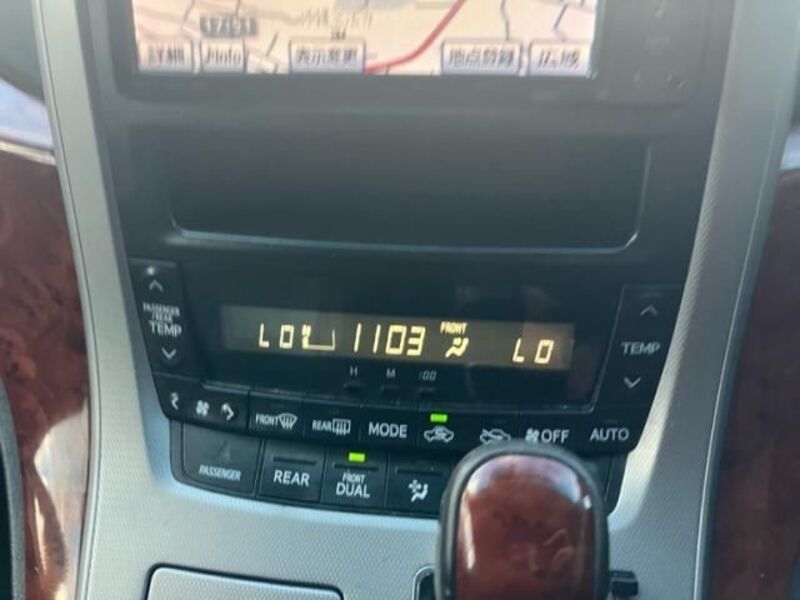 詳細 J1Info 表示変更 地点登録 広域
PASSENGER
/REAR
TEMP
LO 1103 FRONT LO
H M :00
TEMP
FRONT REAR MODE OFF AUTO
PASSENGER REAR FRONT
DUAL